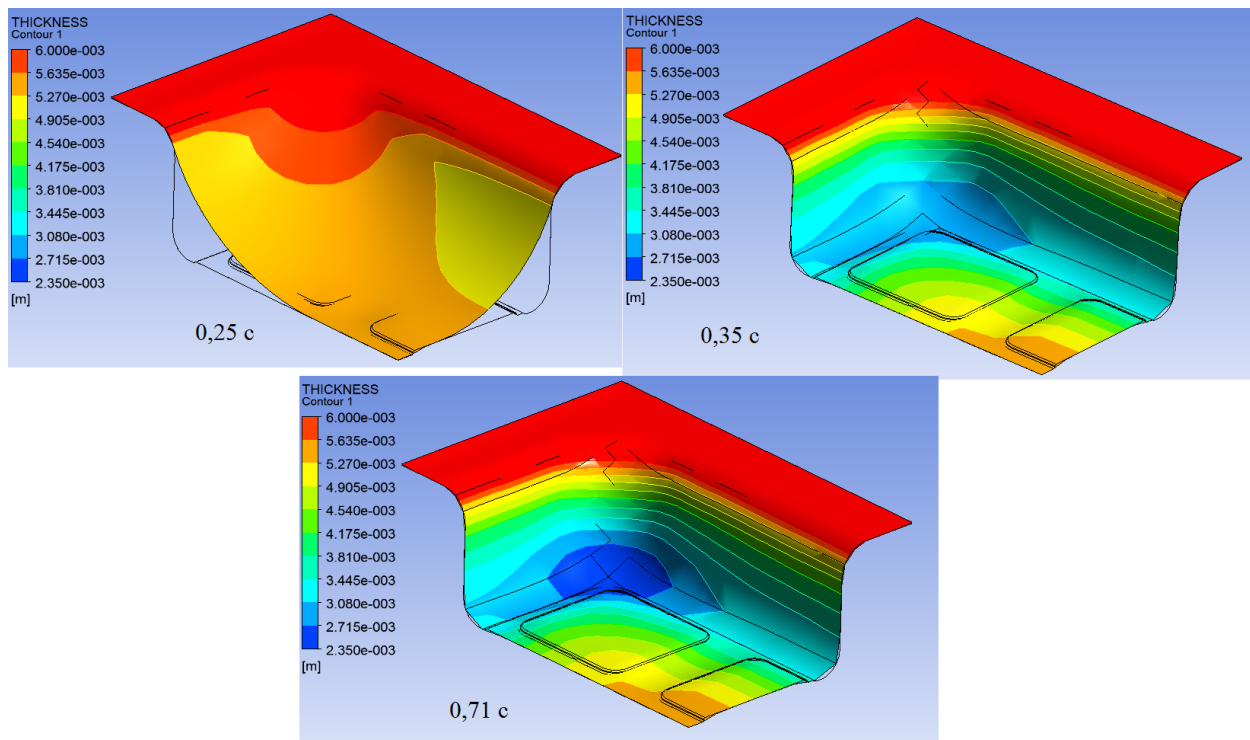 THICKNESS
Contour 1
6.000e-003
5.635e-003
5.270e-003
4.905e-003
4.540e-003
4.175e-003
3.810e-003
3.445e-003
3.080e-003
2.715e-003
2.350e-003
[m]
0,25 с
THICKNESS
Contour 1
6.000e-003
5.635e-003
5.270e-003
4.905e-003
4.540e-003
4.175e-003
3.810e-003
3.445e-003
3.080e-003
2.715e-003
2.350e-003
[m]
0,35 с
THICKNESS
Contour 1
6.000e-003
5.635e-003
5.270e-003
4.905e-003
4.540e-003
4.175e-003
3.810e-003
3.445e-003
3.080e-003
2.715e-003
2.350e-003
[m]
0,71 с